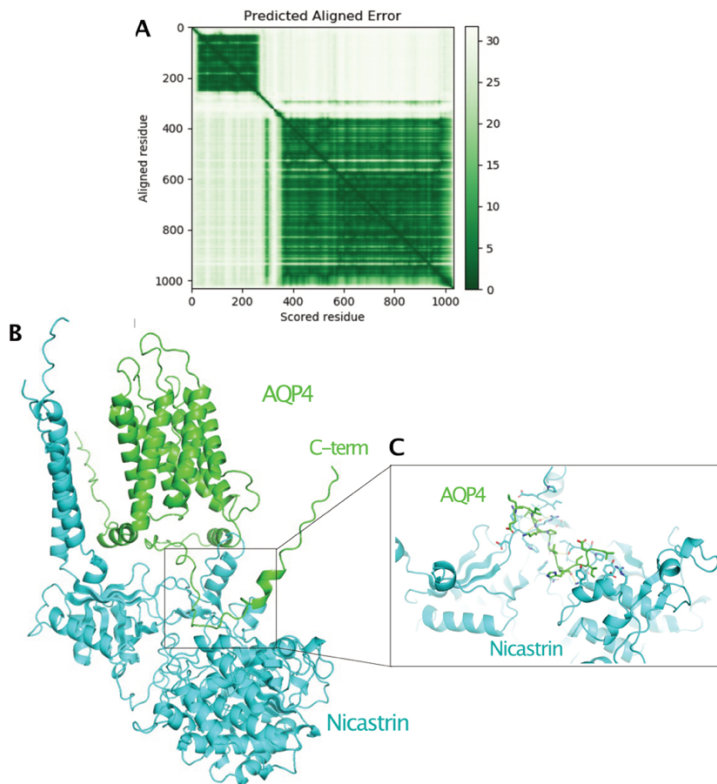 Predicted Aligned Error
A
0
200
400
600
800
1000
Aligned residue
0 200 400 600 800 1000
Scored residue
30
25
20
15
10
5
0
B
AQP4
C-term
Nicastrin
C
AQP4
Nicastrin